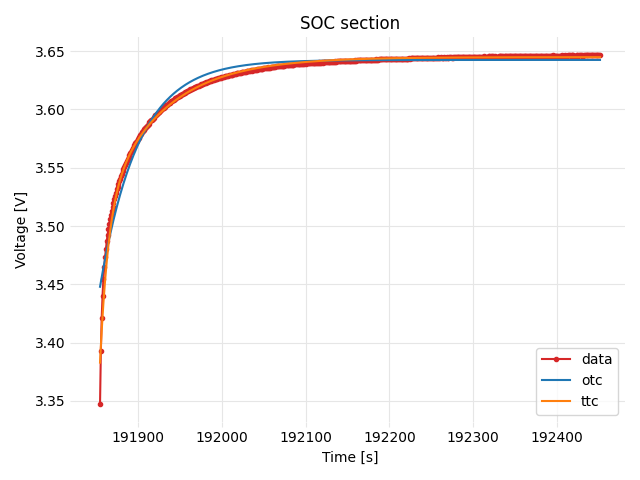 SOC section
Voltage [V]
3.65
3.60
3.55
3.50
3.45
3.40
3.35
data
otc
ttc
191900 192000 192100 192200 192300 192400
Time [s]